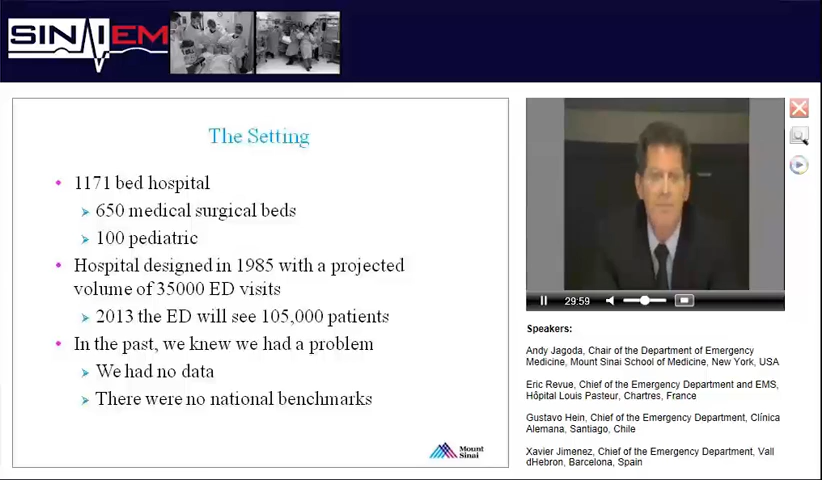 SINAI EM
The Setting
• 1171 bed hospital
➢ 650 medical surgical beds
➢ 100 pediatric
• Hospital designed in 1985 with a projected
volume of 35000 ED visits
➢ 2013 the ED will see 105,000 patients
• In the past, we knew we had a problem
➢ We had no data
➢ There were no national benchmarks
Mount
Sinai
29:59
Speakers:
Andy Jagoda, Chair of the Department of Emergency
Medicine, Mount Sinai School of Medicine, New York, USA
Eric Revue, Chief of the Emergency Department and EMS,
Hôpital Louis Pasteur, Chartres, France
Gustavo Hein, Chief of the Emergency Department, Clínica
Alemana, Santiago, Chile
Xavier Jimenez, Chief of the Emergency Department, Vall
dHebron, Barcelona, Spain